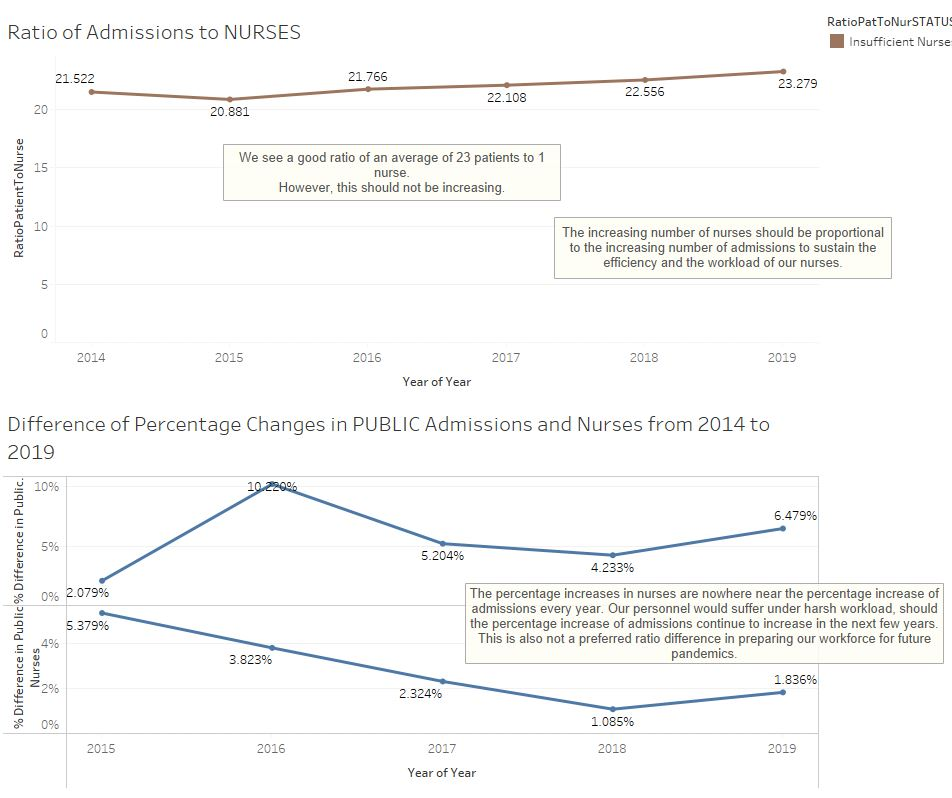 Ratio of Admissions to NURSES
RatioPatToNurSTATUS
Insufficient Nurse
21.522
20.881
21.766
22.108
22.556
23.279
20
15
10
5
0
RatioPatientToNurse
We see a good ratio of an average of 23 patients to 1
nurse.
However, this should not be increasing.
The increasing number of nurses should be proportional
to the increasing number of admissions to sustain the
efficiency and the workload of our nurses.
2014 2015 2016 2017 2018 2019
Year of Year
Difference of Percentage Changes in PUBLIC Admissions and Nurses from 2014 to
2019
% Difference in Public.
10%
5%
0%
2.079%
10.220%
5.204%
4.233%
6.479%
% Difference in Public
Nurses
4%
2%
0%
5.379%
3.823%
2.324%
1.085%
1.836%
The percentage increases in nurses are nowhere near the percentage increase of
admissions every year. Our personnel would suffer under harsh workload, should
the percentage increase of admissions continue to increase in the next few years.
This is also not a preferred ratio difference in preparing our workforce for future
pandemics.
2015 2016 2017 2018 2019
Year of Year